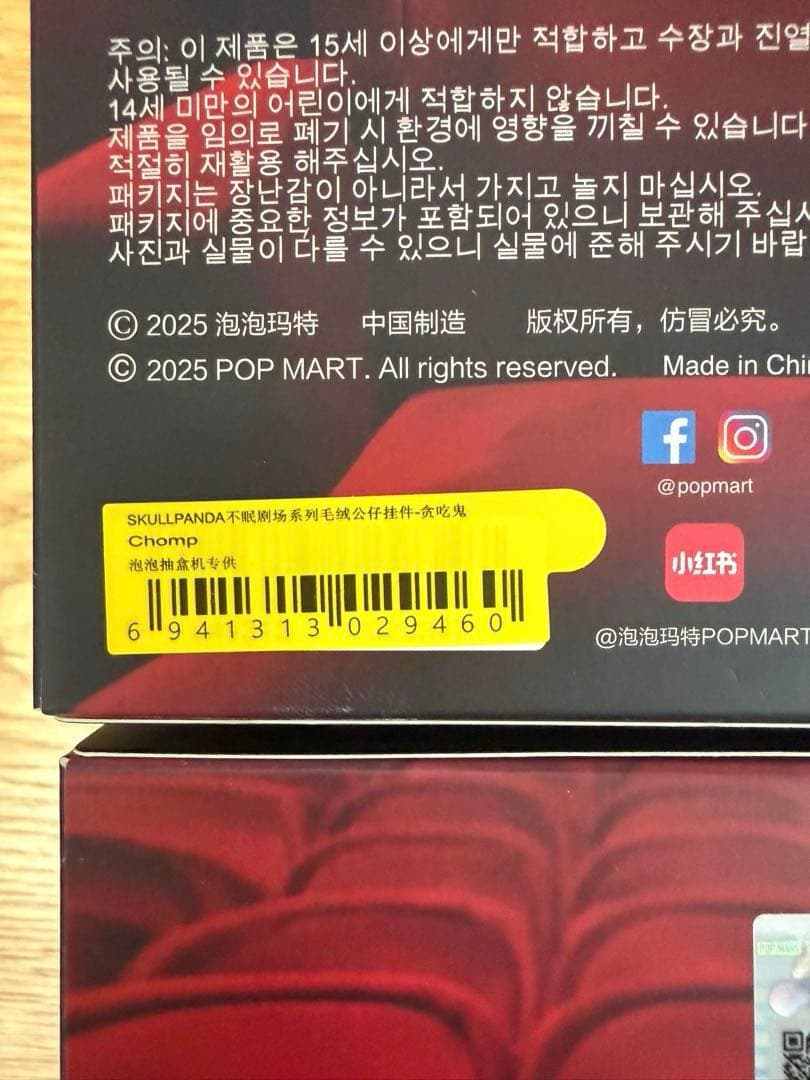 주의: 이 제품은 15세 이상에게만 적합하고 수장과 진열
사용될 수 있습니다.
14세 미만의 어린이에게 적합하지 않습니다.
제품을 임의로 폐기 시 환경에 영향을 끼칠 수 있습니다
적절히 재활용 해주십시오.
패키지는 장난감이 아니라서 가지고 놀지 마십시오.
패키지에 중요한 정보가 포함되어 있으니 보관해 주십시
사진과 실물이 다를 수 있으니 실물에 준해 주시기 바랍
© 2025 泡泡玛特 中国制造 版权所有，仿冒必究。
© 2025 POP MART. All rights reserved. Made in Chi
@popmart
SKULLPANDA不眠剧场系列毛绒公仔挂件-贪吃鬼
Chomp
泡泡抽盒机专供
6 941313 029460
小红书
@泡泡玛特POPMART
POP MART